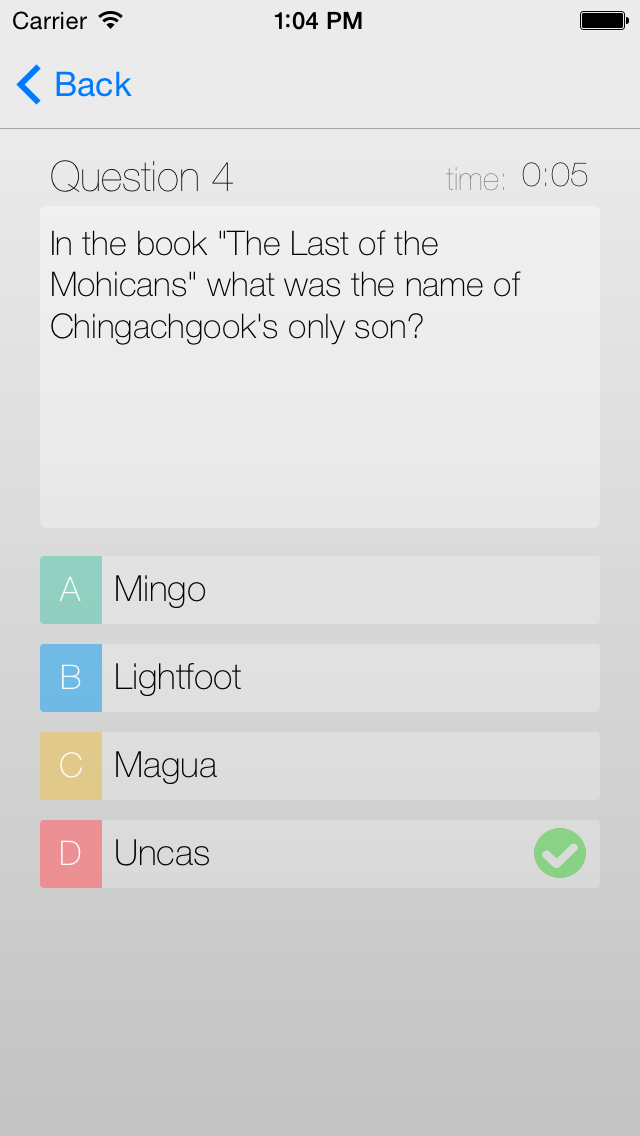 Carrier 1:04 PM
Back
Question 4 time: 0:05
In the book "The Last of the
Mohicans" what was the name of
Chingachgook's only son?
A Mingo
B Lightfoot
C Magua
D Uncas